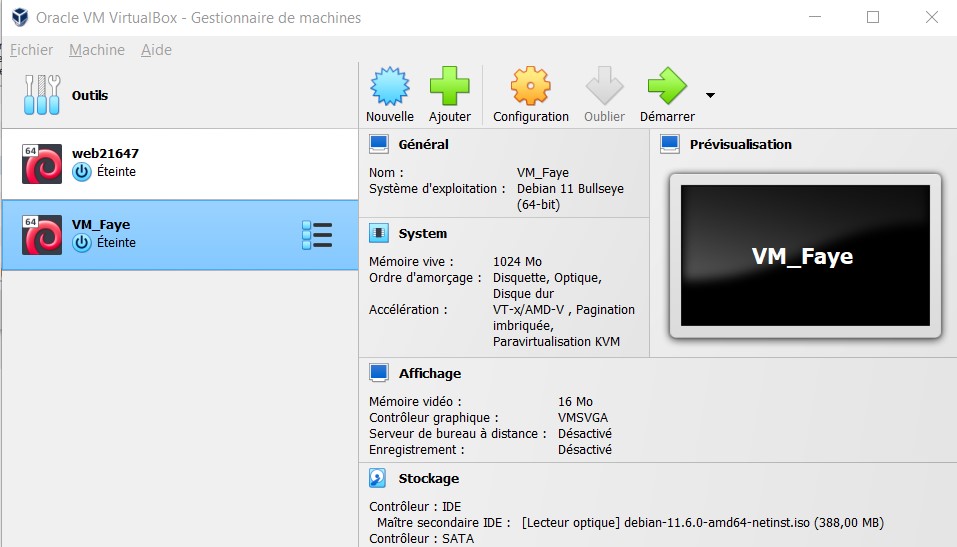 Oracle VM VirtualBox - Gestionnaire de machines
Fichier Machine Aide
Outils
Nouvelle Ajouter Configuration Oublier Démarrer
64 web21647
Éteinte
64 VM_Faye
Éteinte
Général
Nom : VM_Faye
Système d'exploitation : Debian 11 Bullseye
(64-bit)
System
Mémoire vive : 1024 Mo
Ordre d'amorçage : Disquette, Optique,
Disque dur
Accélération : VT-x/AMD-V , Pagination
imbriquée,
Paravirtualisation KVM
Prévisualisation
VM_Faye
Affichage
Mémoire vidéo : 16 Mo
Contrôleur graphique : VMSVGA
Serveur de bureau à distance : Désactivé
Enregistrement : Désactivé
Stockage
Contrôleur : IDE
Maître secondaire IDE : [Lecteur optique] debian-11.6.0-amd64-netinst.iso (388,00 MB)
Contrôleur : SATA